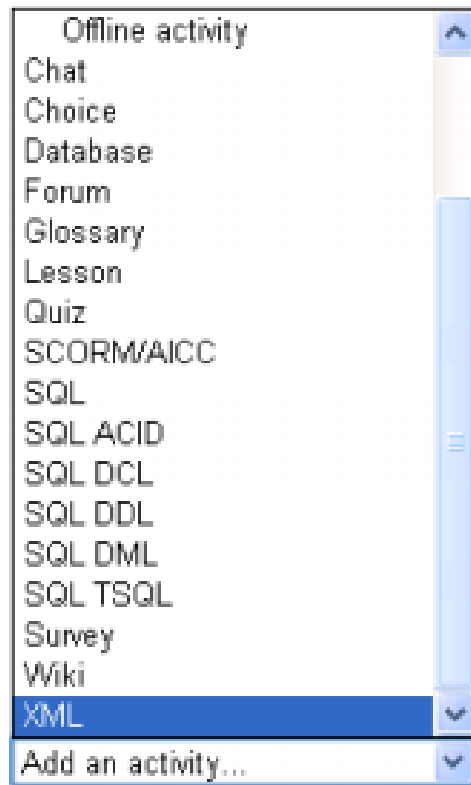 Offline activity
Chat
Choice
Database
Forum
Glossary
Lesson
Quiz
SCORM/AICC
SQL
SQL ACID
SQL DCL
SQL DDL
SQL DML
SQL TSQL
Survey
Wiki
XML
Add an activity...